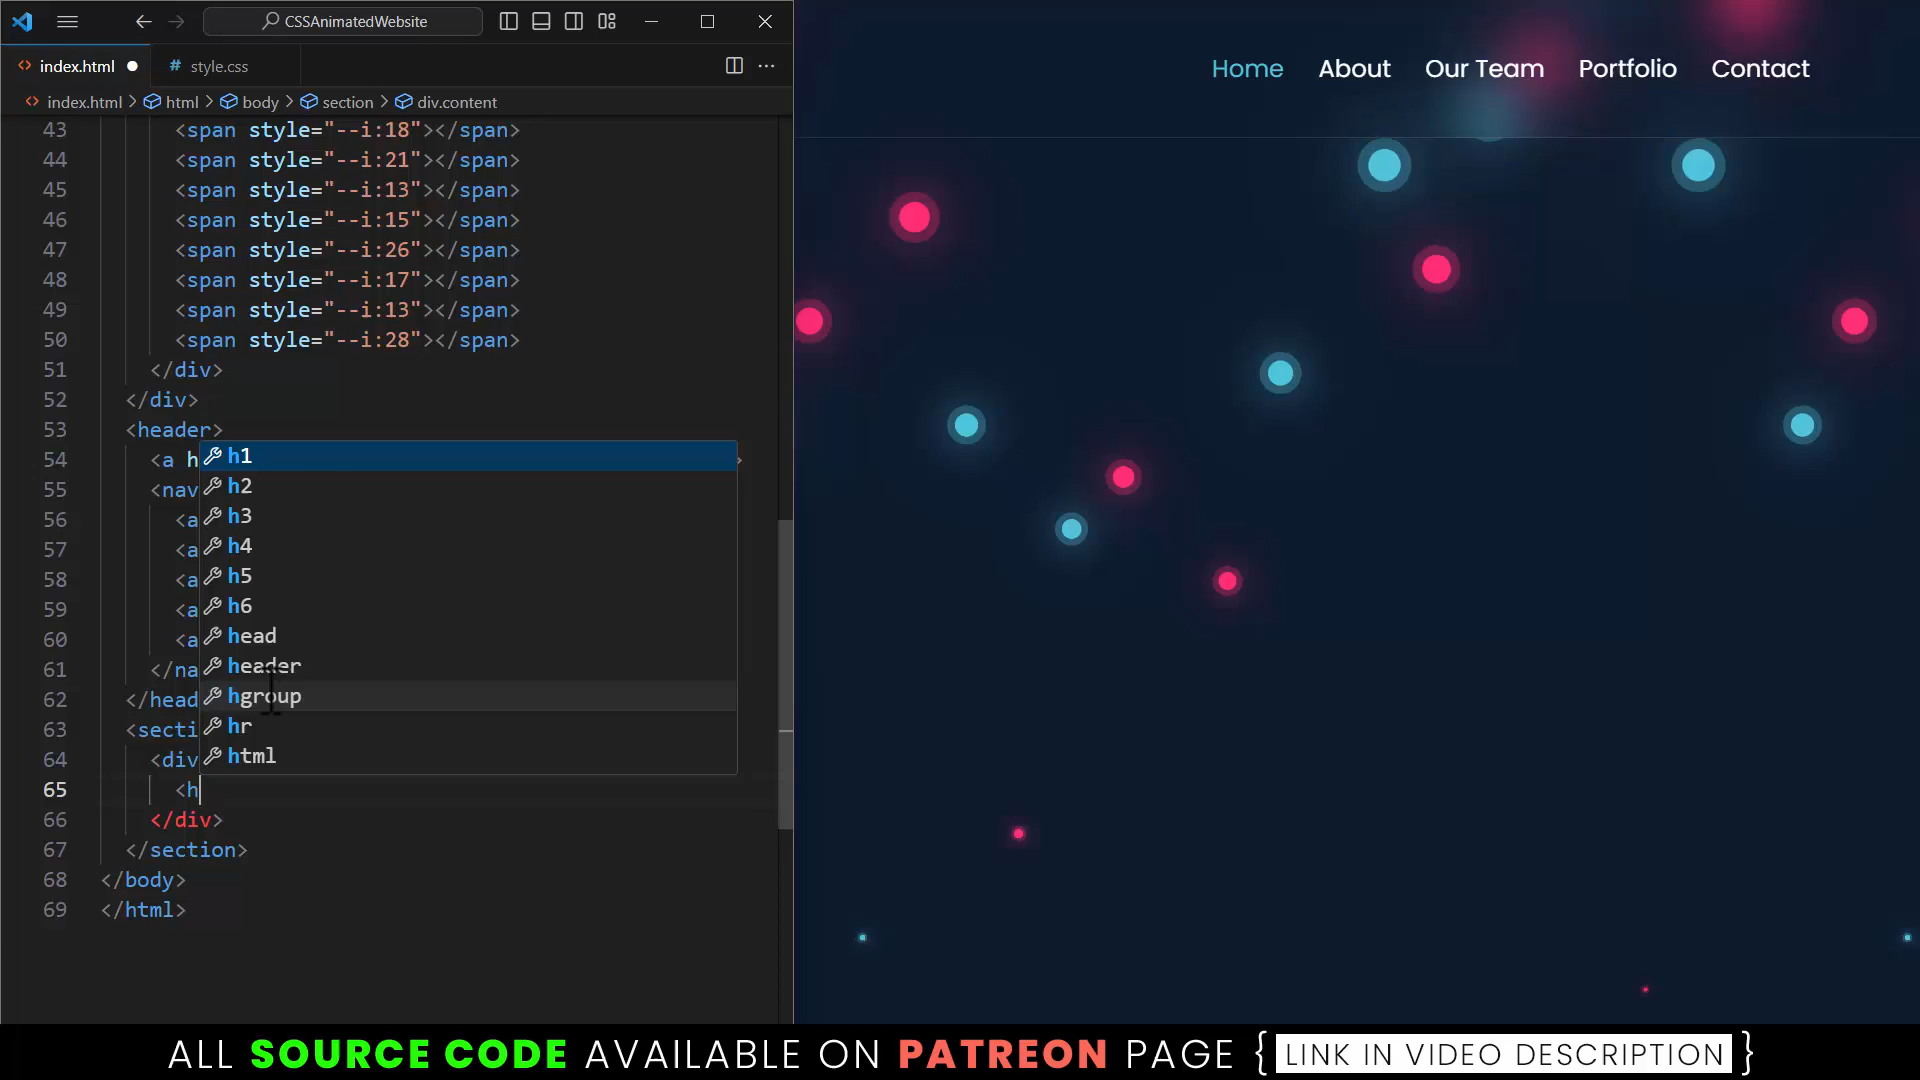 CSSAnimatedWebsite
index.html
# style.css
index.html > html > body > section > div.content
43 <span style="--i:18"></span>
44 <span style="--i:21"></span>
45 <span style="--i:13"></span>
46 <span style="--i:15"></span>
47 <span style="--i:26"></span>
48 <span style="--i:17"></span>
49 <span style="--i:13"></span>
50 <span style="--i:28"></span>
51 </div>
52 </div>
53 <header>
54 <a h
55 <nav
56 <a
57 <a
58 <a
59 <a
60 <a
61 </na
62 </head
63 <secti
64 <div
65 <h
66 </div>
67 </section>
68 </body>
69 </html>
h1
h2
h3
h4
h5
h6
head
header
hgroup
hr
html
Home About Our Team Portfolio Contact
ALL SOURCE CODE AVAILABLE ON PATREON PAGE { LINK IN VIDEO DESCRIPTION }